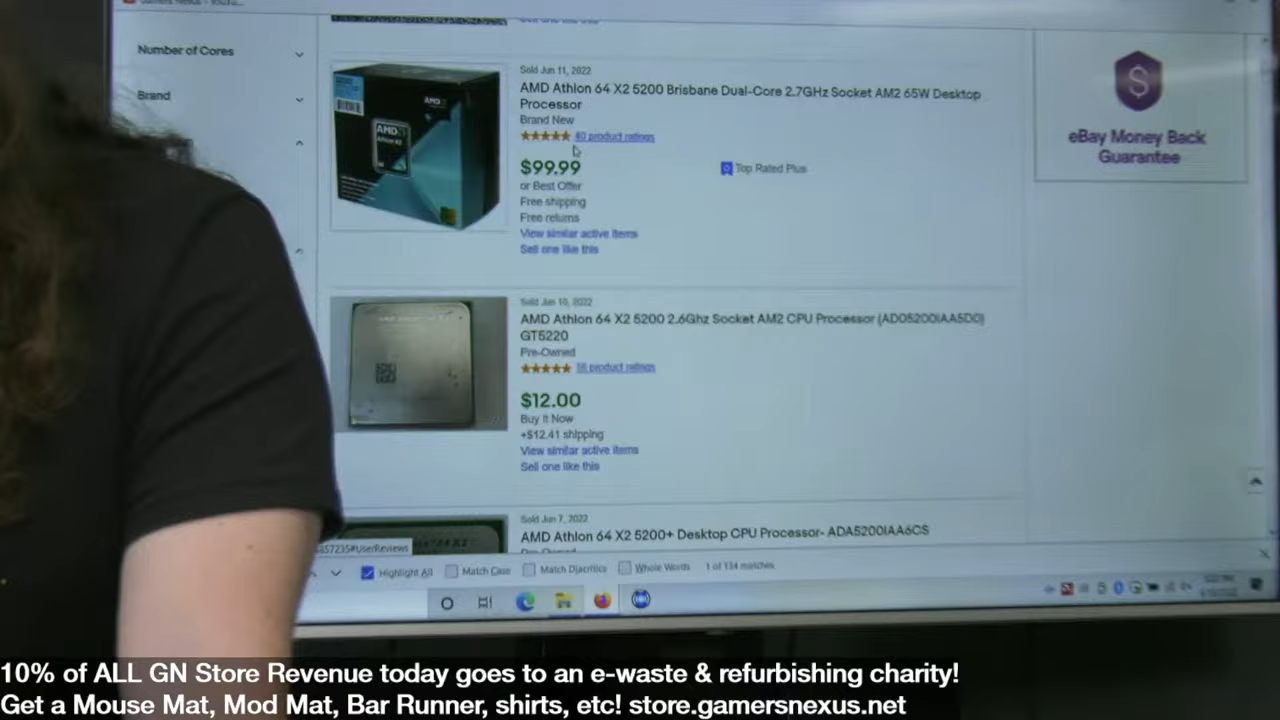 Number of Cores
Brand
Sold Jun 11, 2022
AMD Athlon 64 X2 5200 Brisbane Dual-Core 2.7GHz Socket AM2 65W Desktop
Processor
Brand New
40 product ratings
$99.99
Top Rated Plus
or Best Offer
Free shipping
Free returns
View similar active items
Sell one like this
$
eBay Money Back
Guarantee
AMD
AMD
Sold Jun 10, 2022
AMD Athlon 64 X2 5200 2.6Ghz Socket AM2 CPU Processor (ADO5200IAA5DO)
GT5220
Pre-Owned
16 product ratings
$12.00
Buy It Now
+$12.41 shipping
View similar active items
Sell one like this
Sold Jun 7, 2022
AMD Athlon 64 X2 5200+ Desktop CPU Processor- ADA5200IAA6CS
Pre-Owned
857235#UserReviews
Highlight All
Match Case
Match Diacritics
Whole Words
1 of 134 matches
10% of ALL GN Store Revenue today goes to an e-waste & refurbishing charity!
Get a Mouse Mat, Mod Mat, Bar Runner, shirts, etc! store.gamersnexus.net